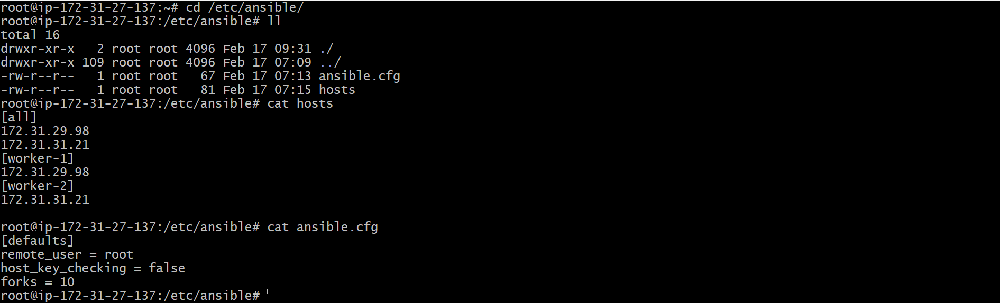 root@ip-172-31-27-137:~# cd /etc/ansible/
root@ip-172-31-27-137:/etc/ansible# ll
total 16
drwxr-xr-x   2 root root 4096 Feb 17 09:31 ./
drwxr-xr-x 109 root root 4096 Feb 17 07:09 ../
-rw-r--r--   1 root root   67 Feb 17 07:13 ansible.cfg
-rw-r--r--   1 root root   81 Feb 17 07:15 hosts
root@ip-172-31-27-137:/etc/ansible# cat hosts
[all]
172.31.29.98
172.31.31.21
[worker-1]
172.31.29.98
[worker-2]
172.31.31.21

root@ip-172-31-27-137:/etc/ansible# cat ansible.cfg
[defaults]
remote_user = root
host_key_checking = false
forks = 10
root@ip-172-31-27-137:/etc/ansible#